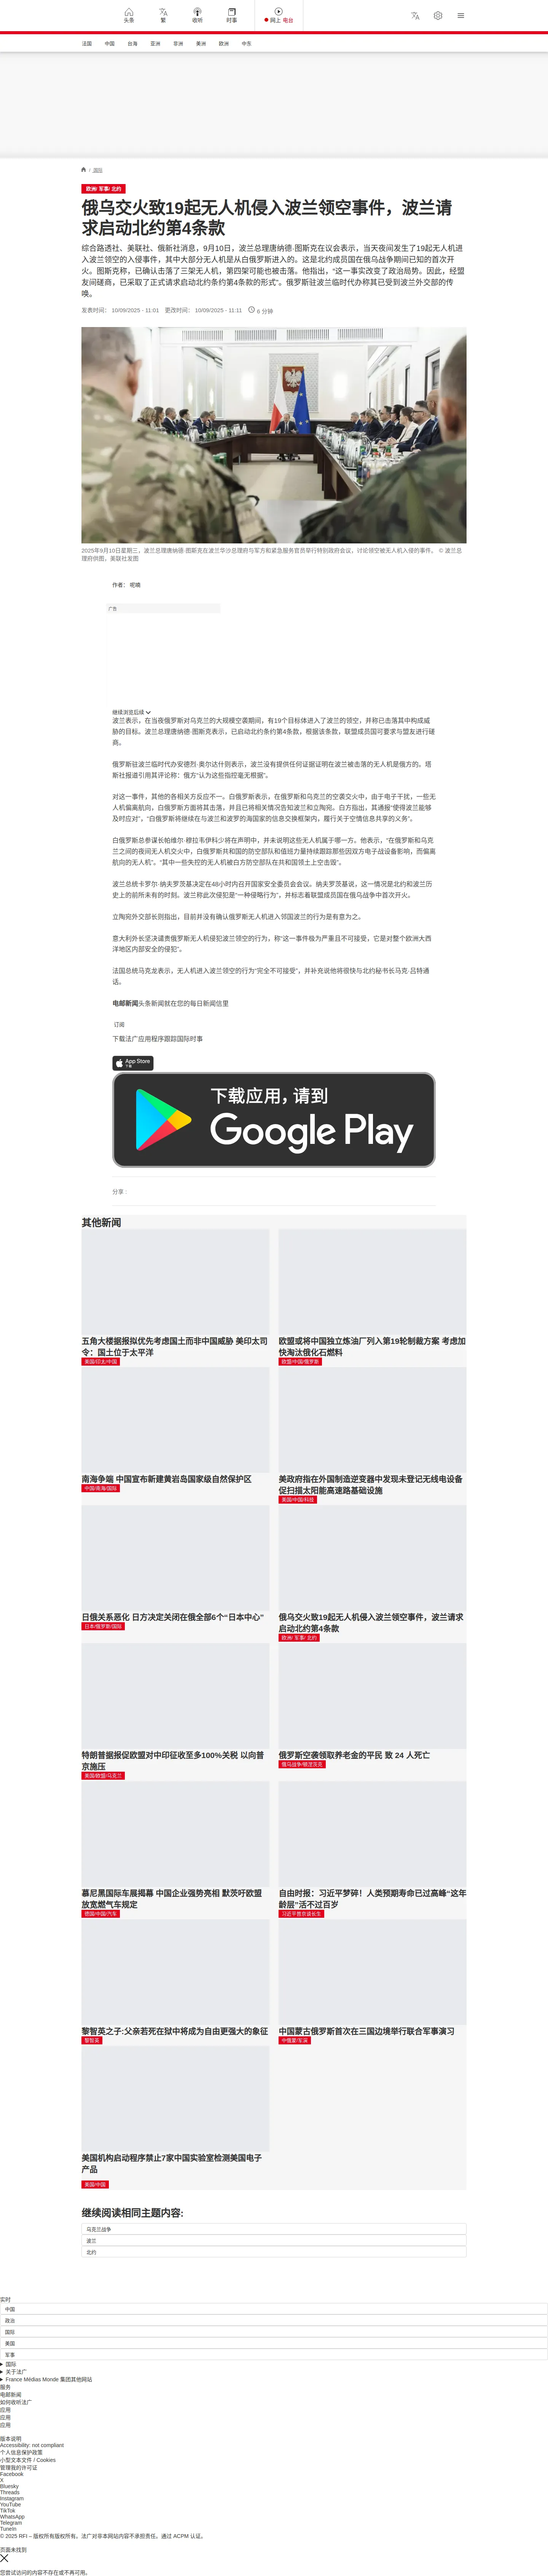 头条
繁
收听
时事
网上 电台
法国
中国
台海
亚洲
非洲
美洲
欧洲
中东
/ 国际
欧洲/ 军事/ 北约
俄乌交火致19起无人机侵入波兰领空事件，波兰请
求启动北约第4条款
综合路透社、美联社、俄新社消息，9月10日，波兰总理唐纳德·图斯克在议会表示，当天夜间发生了19起无人机进
入波兰领空的入侵事件，其中大部分无人机是从白俄罗斯进入的。这是北约成员国在俄乌战争期间已知的首次开
火。图斯克称，已确认击落了三架无人机，第四架可能也被击落。他指出，“这一事实改变了政治局势。因此，经盟
友间磋商，已采取了正式请求启动北约条约第4条款的形式”。俄罗斯驻波兰临时代办称其已受到波兰外交部的传
唤。
发表时间： 10/09/2025 - 11:01 更改时间： 10/09/2025 - 11:11 6 分钟
2025年9月10日星期三，波兰总理唐纳德·图斯克在波兰华沙总理府与军方和紧急服务官员举行特别政府会议，讨论领空被无人机入侵的事件。 © 波兰总
理府供图，美联社发图
作者： 呢喃
广告
继续浏览后续
波兰表示，在当夜俄罗斯对乌克兰的大规模空袭期间，有19个目标体进入了波兰的领空，并称已击落其中构成威
胁的目标。波兰总理唐纳德·图斯克表示，已启动北约条约第4条款，根据该条款，联盟成员国可要求与盟友进行磋
商。
俄罗斯驻波兰临时代办安德烈·奥尔达什则表示，波兰没有提供任何证据证明在波兰被击落的无人机是俄方的。塔
斯社报道引用其评论称：俄方“认为这些指控毫无根据”。
对这一事件，其他的各相关方反应不一。白俄罗斯表示，在俄罗斯和乌克兰的空袭交火中，由于电子干扰，一些无
人机偏离航向，白俄罗斯方面将其击落，并且已将相关情况告知波兰和立陶宛。白方指出，其通报“使得波兰能够
及时应对”，“白俄罗斯将继续在与波兰和波罗的海国家的信息交换框架内，履行关于空情信息共享的义务”。
白俄罗斯总参谋长帕维尔·穆拉韦伊科少将在声明中，并未说明这些无人机属于哪一方。他表示，“在俄罗斯和乌克
兰之间的夜间无人机交火中，白俄罗斯共和国的防空部队和值班力量持续跟踪那些因双方电子战设备影响，而偏离
航向的无人机”。“其中一些失控的无人机被白方防空部队在共和国领土上空击毁”。
波兰总统卡罗尔·纳夫罗茨基决定在48小时内召开国家安全委员会会议。纳夫罗茨基说，这一情况是北约和波兰历
史上的前所未有的时刻。波兰称此次侵犯是“一种侵略行为”，并标志着联盟成员国在俄乌战争中首次开火。
立陶宛外交部长则指出，目前并没有确认俄罗斯无人机进入邻国波兰的行为是有意为之。
意大利外长坚决谴责俄罗斯无人机侵犯波兰领空的行为，称“这一事件极为严重且不可接受，它是对整个欧洲大西
洋地区内部安全的侵犯”。
法国总统马克龙表示，无人机进入波兰领空的行为“完全不可接受”，并补充说他将很快与北约秘书长马克·吕特通
话。
电邮新闻头条新闻就在您的每日新闻信里
订阅
下载法广应用程序跟踪国际时事
App Store
下载
下载应用，请到
Google Play
分享 :
其他新闻
五角大楼据报拟优先考虑国土而非中国威胁 美印太司
令：国土位于太平洋
美国/印太/中国
欧盟或将中国独立炼油厂列入第19轮制裁方案 考虑加
快淘汰俄化石燃料
欧盟/中国/俄罗斯
南海争端 中国宣布新建黄岩岛国家级自然保护区
中国/南海/国际
美政府指在外国制造逆变器中发现未登记无线电设备
促扫描太阳能高速路基础设施
美国/中国/科技
日俄关系恶化 日方决定关闭在俄全部6个“日本中心”
日本/俄罗斯/国际
俄乌交火致19起无人机侵入波兰领空事件，波兰请求
启动北约第4条款
欧洲/ 军事/ 北约
特朗普据报促欧盟对中印征收至多100%关税 以向普
京施压
美国/欧盟/乌克兰
俄罗斯空袭领取养老金的平民 致 24 人死亡
俄乌战争/顿涅茨克
慕尼黑国际车展揭幕 中国企业强势亮相 默茨吁欧盟
放宽燃气车规定
德国/中国/汽车
自由时报：习近平梦碎！人类预期寿命已过高峰“这年
龄层”活不过百岁
习近平普京谈长生
黎智英之子:父亲若死在狱中将成为自由更强大的象征
黎智英
中国蒙古俄罗斯首次在三国边境举行联合军事演习
中俄蒙/军演
美国机构启动程序禁止7家中国实验室检测美国电子
产品
美国/中国
继续阅读相同主题内容:
乌克兰战争
波兰
北约
实时
中国
政治
国际
美国
军事
国际
关于法广
France Médias Monde 集团其他网站
服务
电邮新闻
如何收听法广
应用
应用
应用
版本说明
Accessibility: not compliant
个人信息保护政策
小型文本文件 / Cookies
管理我的许可证
Facebook
X
Bluesky
Threads
Instagram
YouTube
TikTok
WhatsApp
Telegram
TuneIn
© 2025 RFI – 版权所有版权所有。法广对非本网站内容不承担责任。通过 ACPM 认证。
页面未找到
您尝试访问的内容不存在或不再可用。